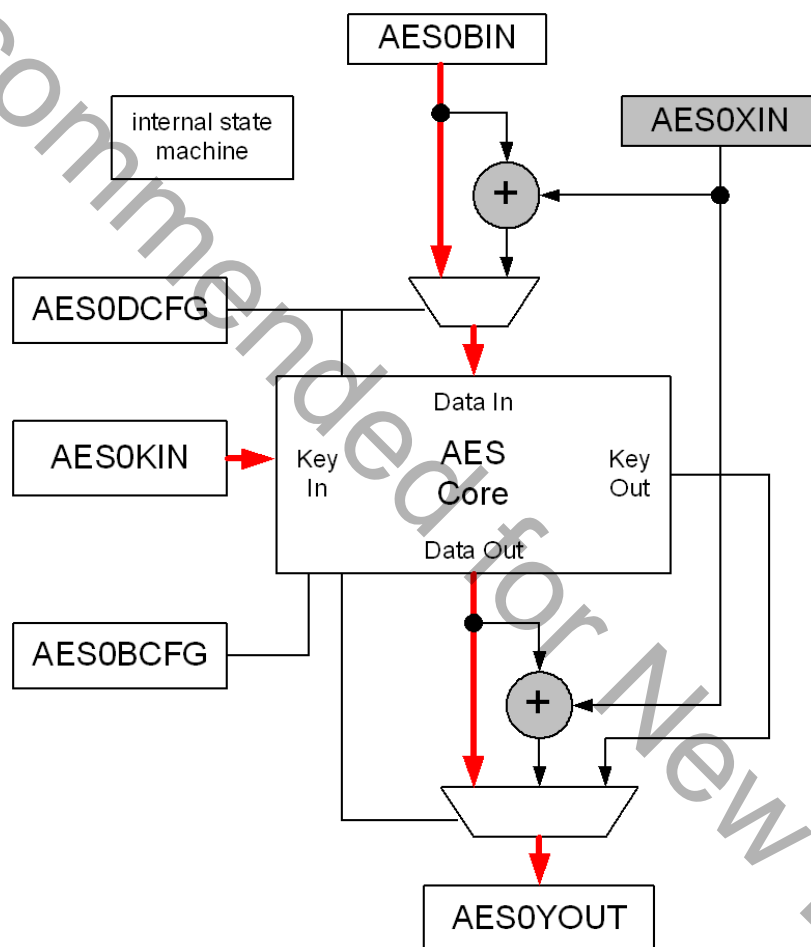 AES0BIN
internal state
machine
AES0XIN
+
AES0DCFG
Data In
AES0KIN
Key
In
AES
Core
Key
Out
Data Out
AES0BCFG
+
AES0YOUT
commended for New